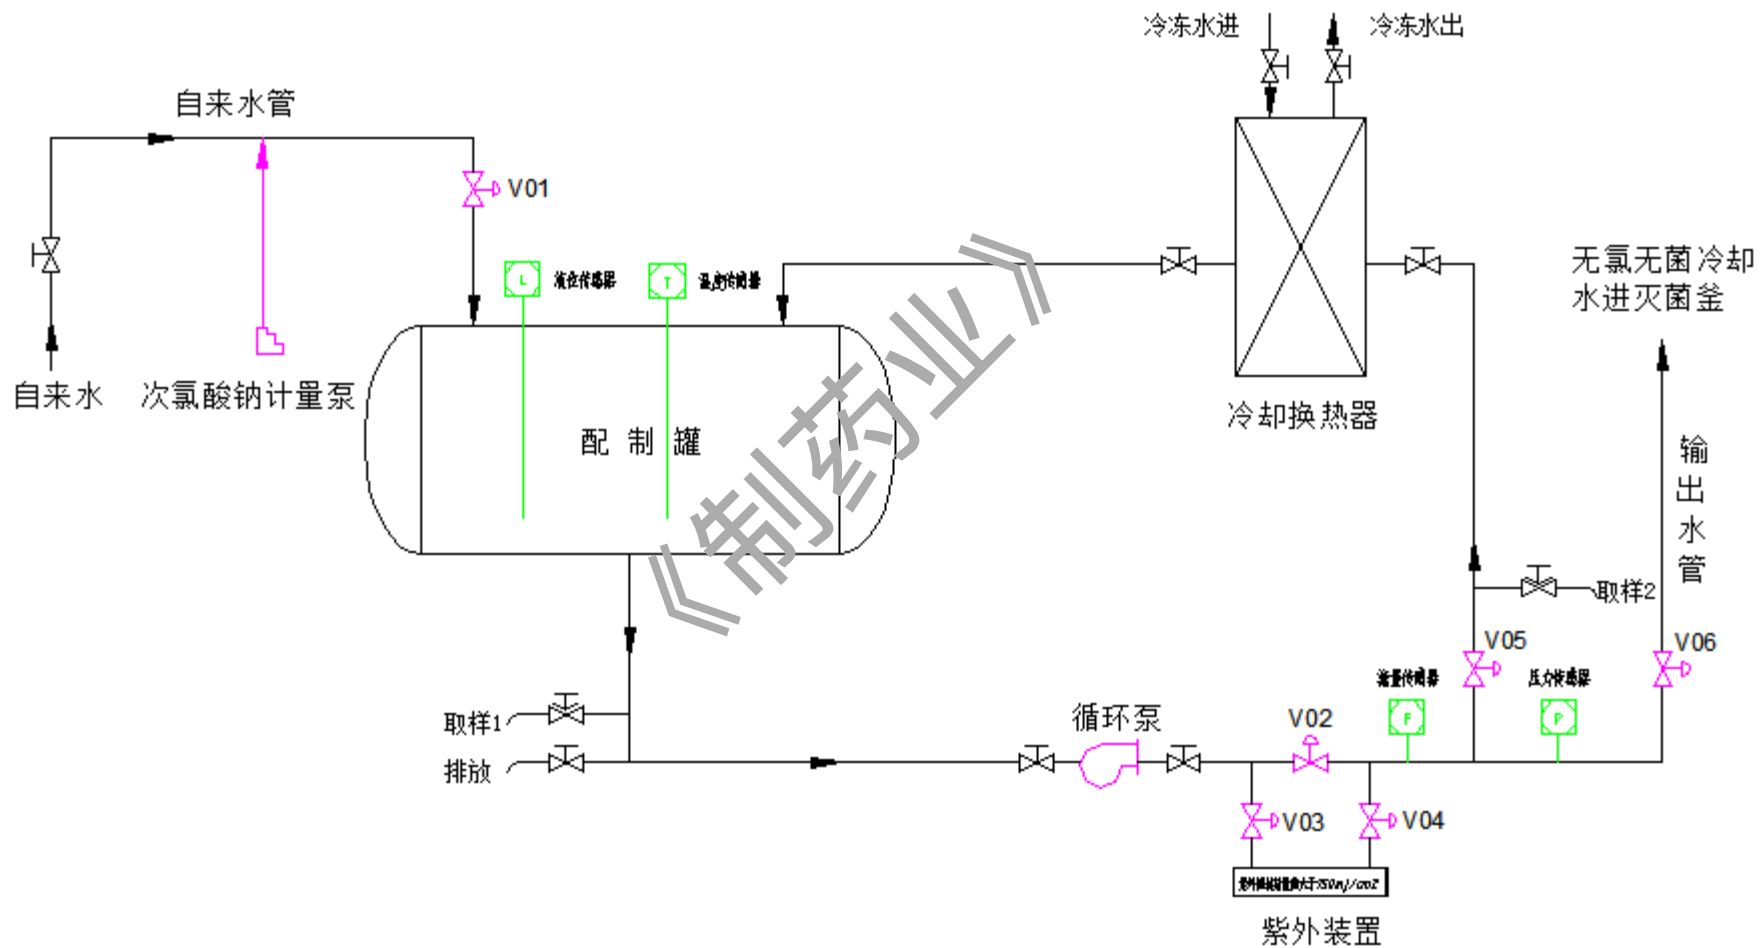 冷冻水进
冷冻水出
自来水管
V01
液位传感器
L
温度传感器
T
无氯无菌冷却
水进灭菌釜
自来水
次氯酸钠计量泵
配制罐
冷却换热器
输出水管
《制药业》
取样2
V05
V06
流量传感器
F
压力传感器
P
取样1
循环泵
V02
排放
V03
V04
紫外装置